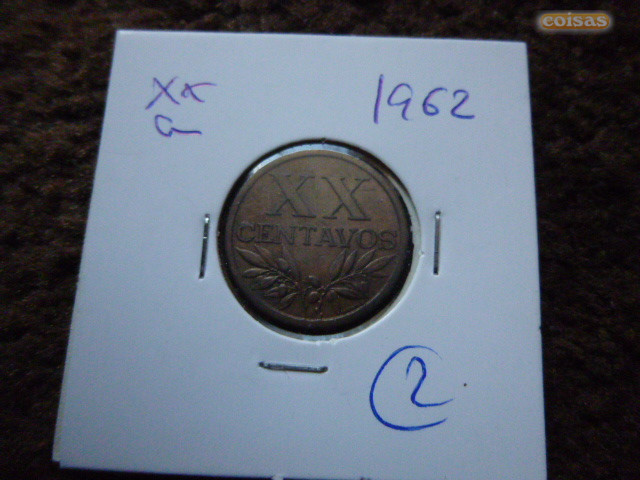 coisas
XX
1962
XX
CENTAVOS
2